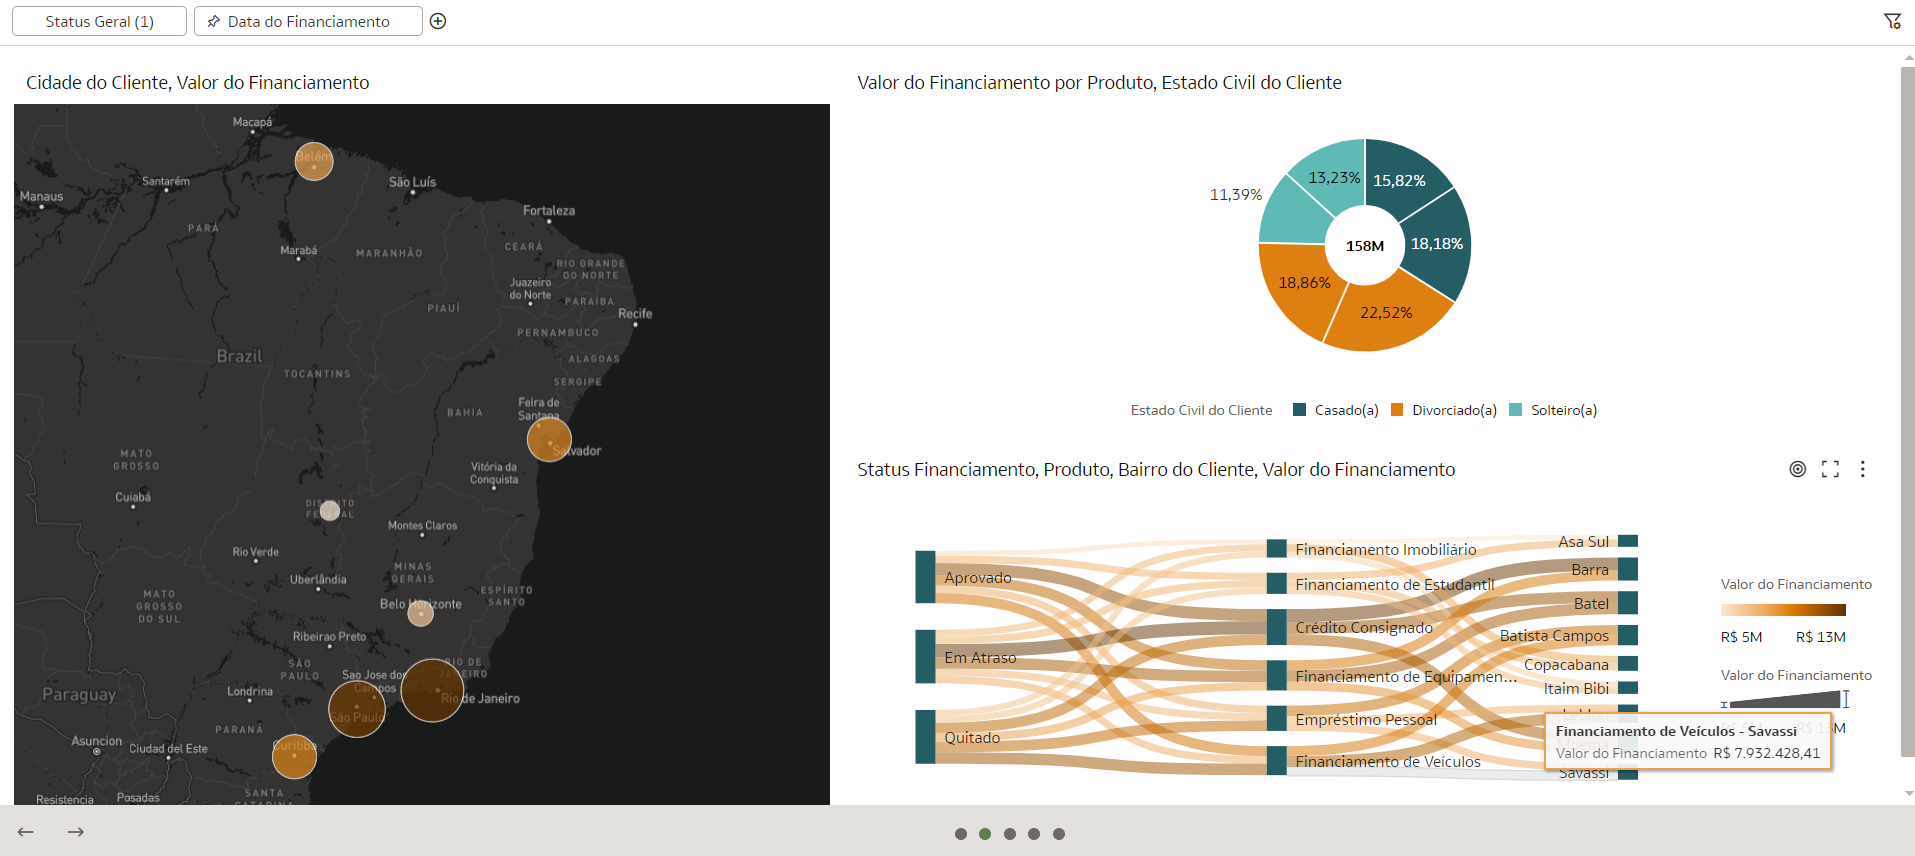 Status Geral (1)
Data do Financiamento
Cidade do Cliente, Valor do Financiamento
Macapá
Belém
Santarém
Manaus
São Luís
Fortaleza
PARÁ
CEARÁ
Marabá
MARANHÃO
RIO GRANDE
DO NORTE
Juazeiro
do Norte
PARAÍBA
PIAUÍ
Recife
PERNAMBUCO
Brazil
ALAGOAS
TOCANTINS
SERGIPE
Feira de
Santana
BAHIA
Salvador
MATO
GROSSO
Vitória da
Conquista
Cuiabá
DISTRITO
FEDERAL
Montes Claros
Rio Verde
MINAS
GERAIS
Uberlândia
ESPÍRITO
SANTO
MATO
GROSSO
DO SUL
Belo Horizonte
Ribeirao Preto
SÃO
PAULO
RIO DE
JANEIRO
Sao Jose dos
Campos
Paraguay
Londrina
Rio de Janeiro
São Paulo
PARANÁ
Asuncion
Ciudad del Este
Curitiba
SANTA
CATARINA
Resistencia
Posadas
Valor do Financiamento por Produto, Estado Civil do Cliente
13,23%
15,82%
11,39%
158M
18,18%
18,86%
22,52%
Estado Civil do Cliente
Casado(a)
Divorciado(a)
Solteiro(a)
Status Financiamento, Produto, Bairro do Cliente, Valor do Financiamento
Aprovado
Em Atraso
Quitado
Financiamento Imobiliário
Financiamento de Estudantil
Crédito Consignado
Financiamento de Equipamen...
Empréstimo Pessoal
Financiamento de Veículos
Asa Sul
Barra
Batel
Batista Campos
Copacabana
Itaim Bibi
Leblon
Savassi
Valor do Financiamento
R$ 5M R$ 13M
Valor do Financiamento
R$ 5M R$ 13M
Financiamento de Veículos - Savassi
Valor do Financiamento R$ 7.932.428,41